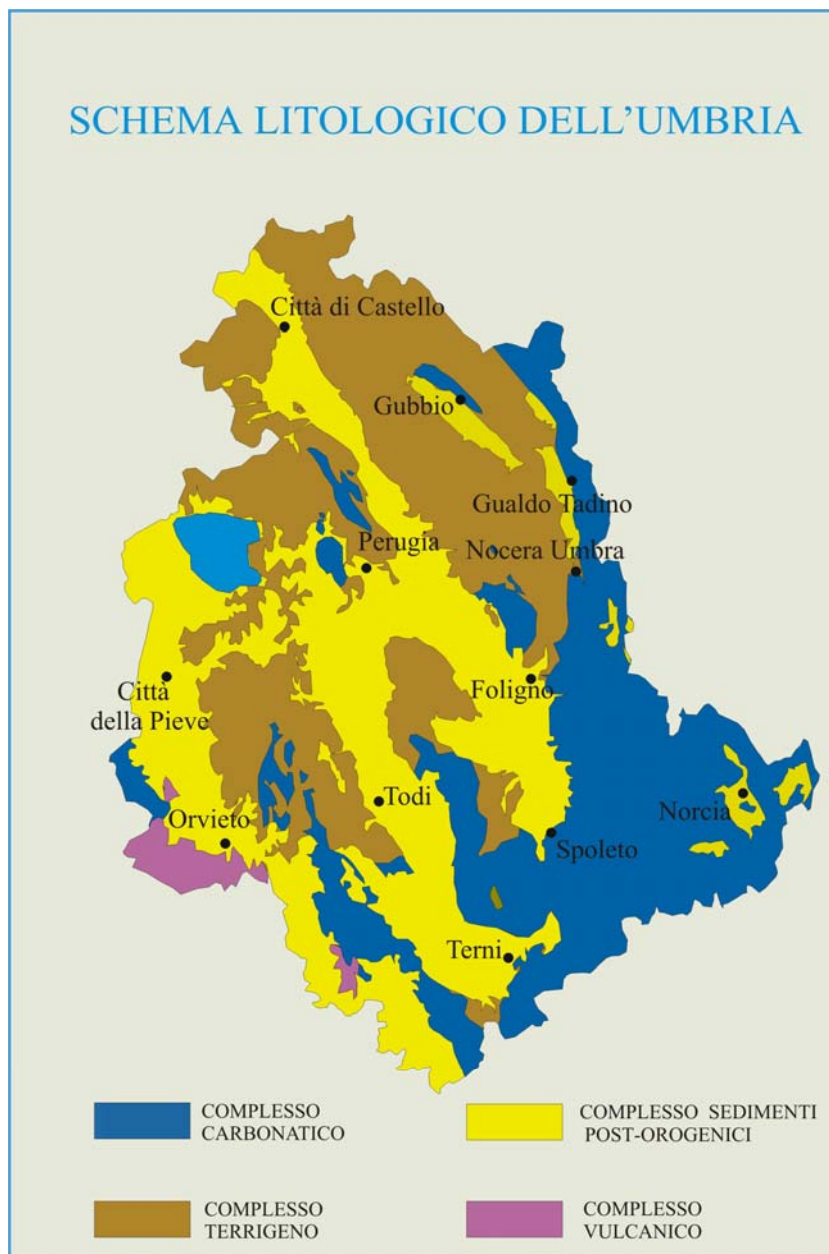 SCHEMA LITOLOGICO DELL'UMBRIA
Città di Castello
Gubbio
Gualdo Tadino
Perugia
Nocera Umbra
Città
della Pieve
Foligno
Todi
Norcia
Orvieto
Spoleto
Terni
COMPLESSO
CARBONATICO
COMPLESSO SEDIMENTI
POST-OROGENICI
COMPLESSO
TERRIGENO
COMPLESSO
VULCANICO